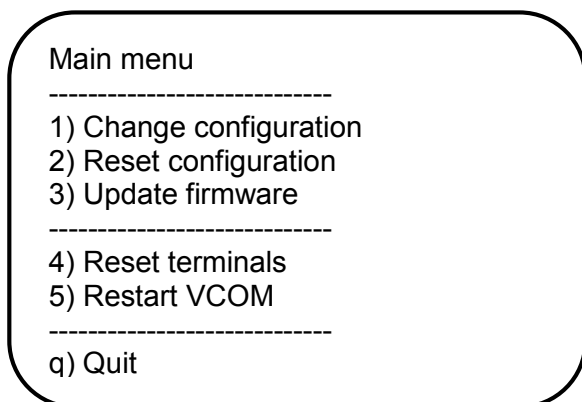 Main menu
-----------------------------
1) Change configuration
2) Reset configuration
3) Update firmware
-----------------------------
4) Reset terminals
5) Restart VCOM
-----------------------------
q) Quit